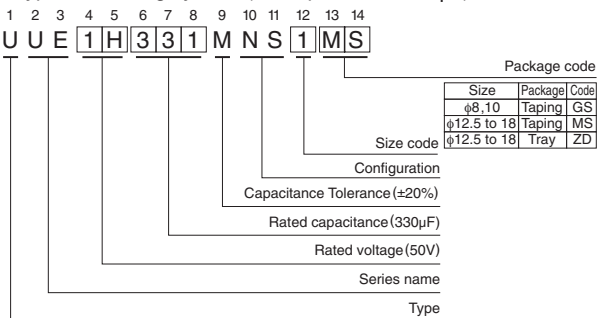 1 2 3 4 5 6 7 8 9 10 11 12 13 14
U U E 1 H 3 3 1 M N S 1 M S
Package code
Size Package Code
ϕ8,10 Taping GS
ϕ12.5 to 18 Taping MS
ϕ12.5 to 18 Tray ZD
Size code
Configuration
Capacitance Tolerance (±20%)
Rated capacitance (330µF)
Rated voltage (50V)
Series name
Type